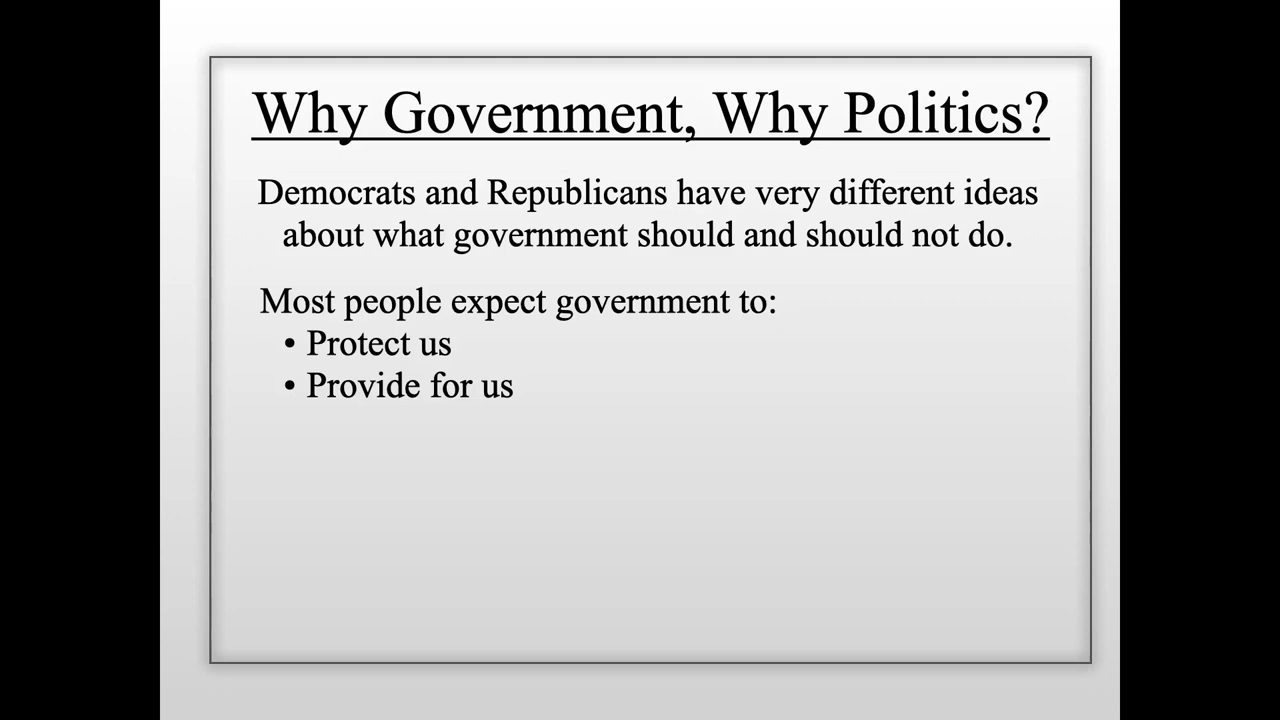 Why Government, Why Politics?
Democrats and Republicans have very different ideas
about what government should and should not do.
Most people expect government to:
• Protect us
• Provide for us